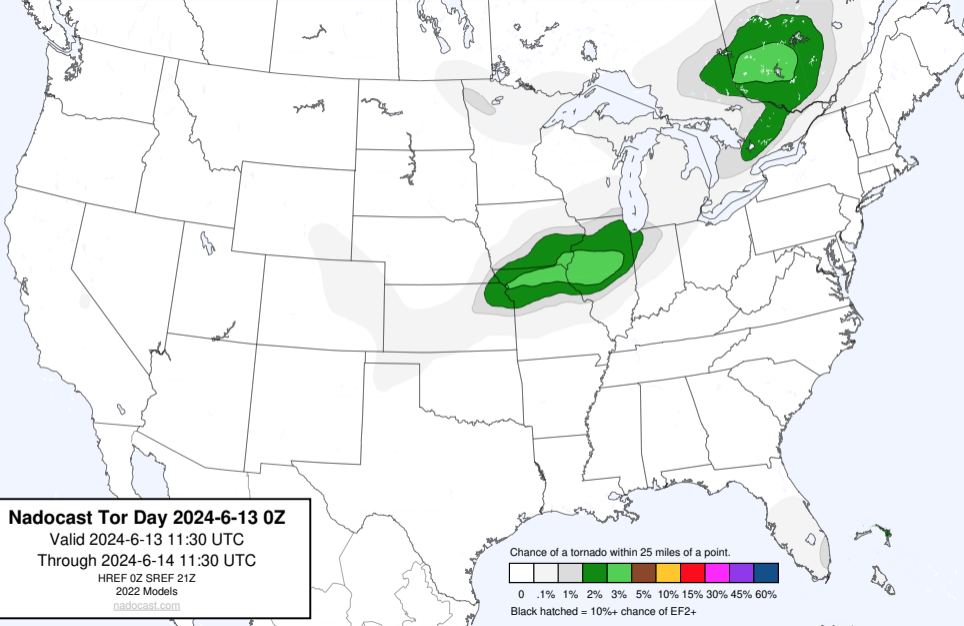 Nadocast Tor Day 2024-6-13 0Z
Valid 2024-6-13 11:30 UTC
Through 2024-6-14 11:30 UTC
HREF 0Z SREF 21Z
2022 Models
nadocast.com
Chance of a tornado within 25 miles of a point.
0 .1% 1% 2% 3% 5% 10% 15% 30% 45% 60%
Black hatched = 10%+ chance of EF2+